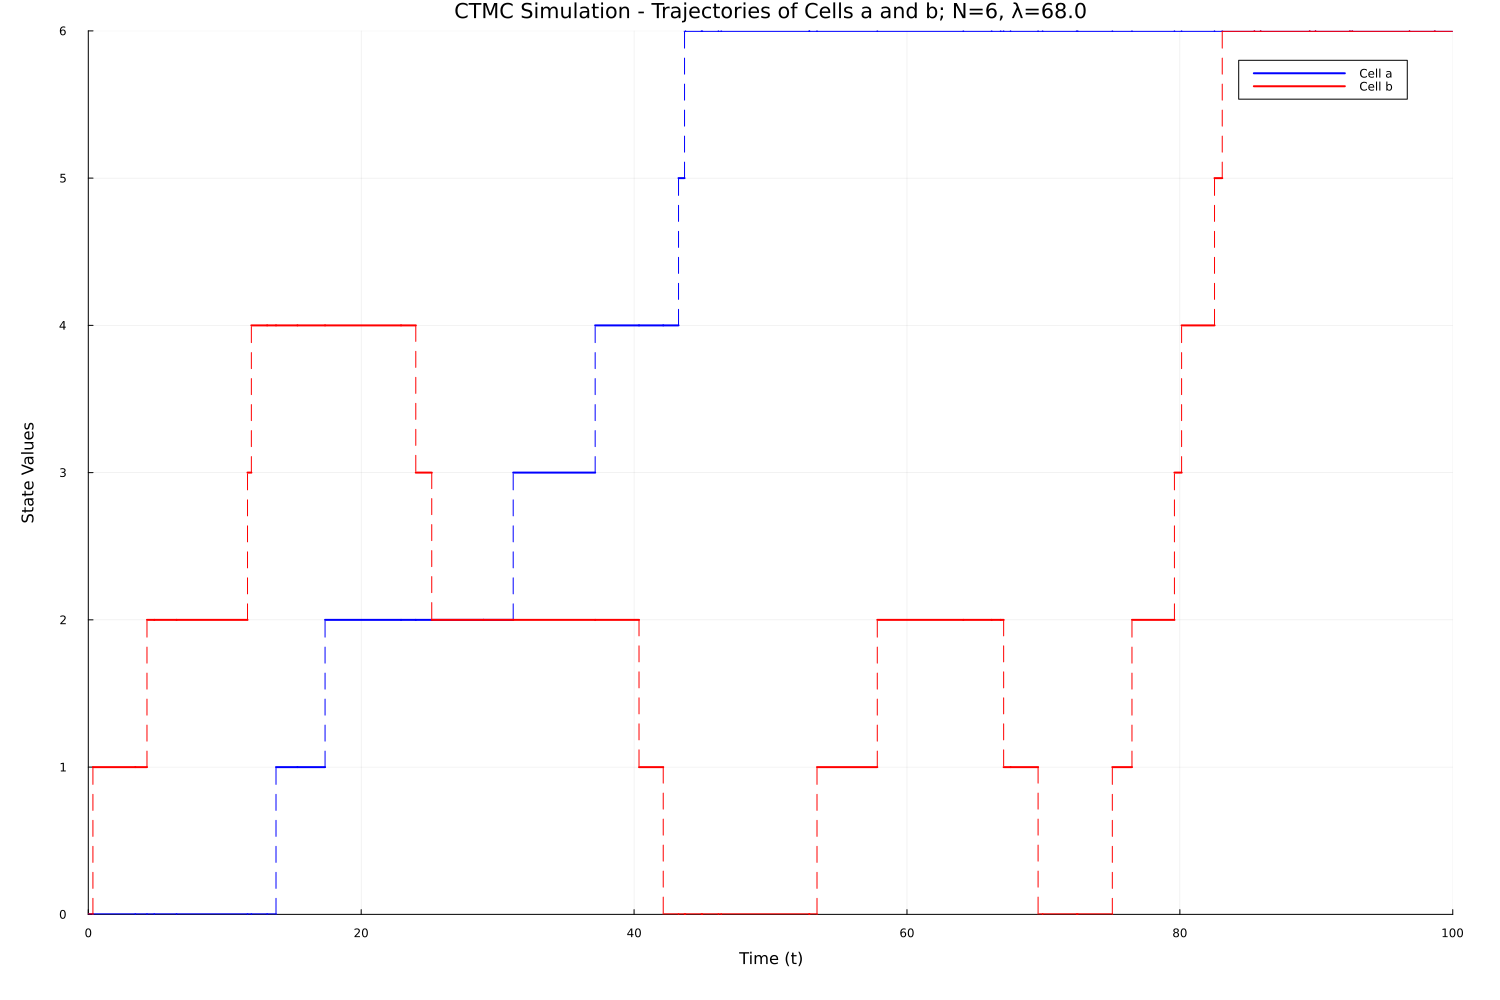 CTMC Simulation - Trajectories of Cells a and b; N=6, λ=68.0
6
Cell a
Cell b
5
4
State Values
3
2
1
0
0 20 40 60 80 100
Time (t)